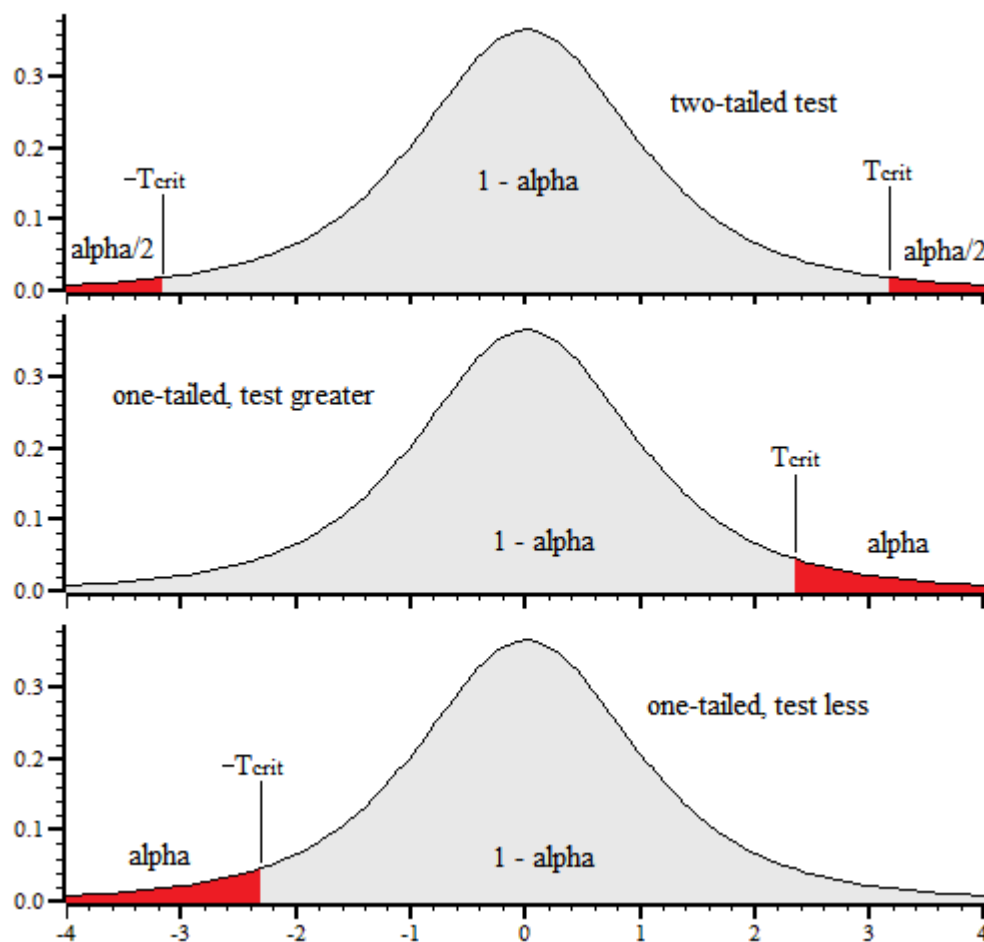 0.3
two-tailed test
0.2
−Tcrit
1 - alpha
Tcrit
0.1
alpha/2
alpha/2
0.0
0.3
one-tailed, test greater
0.2
Tcrit
0.1
1 - alpha
alpha
0.0
0.3
one-tailed, test less
0.2
−Tcrit
0.1
alpha
1 - alpha
0.0
-4 -3 -2 -1 0 1 2 3 4